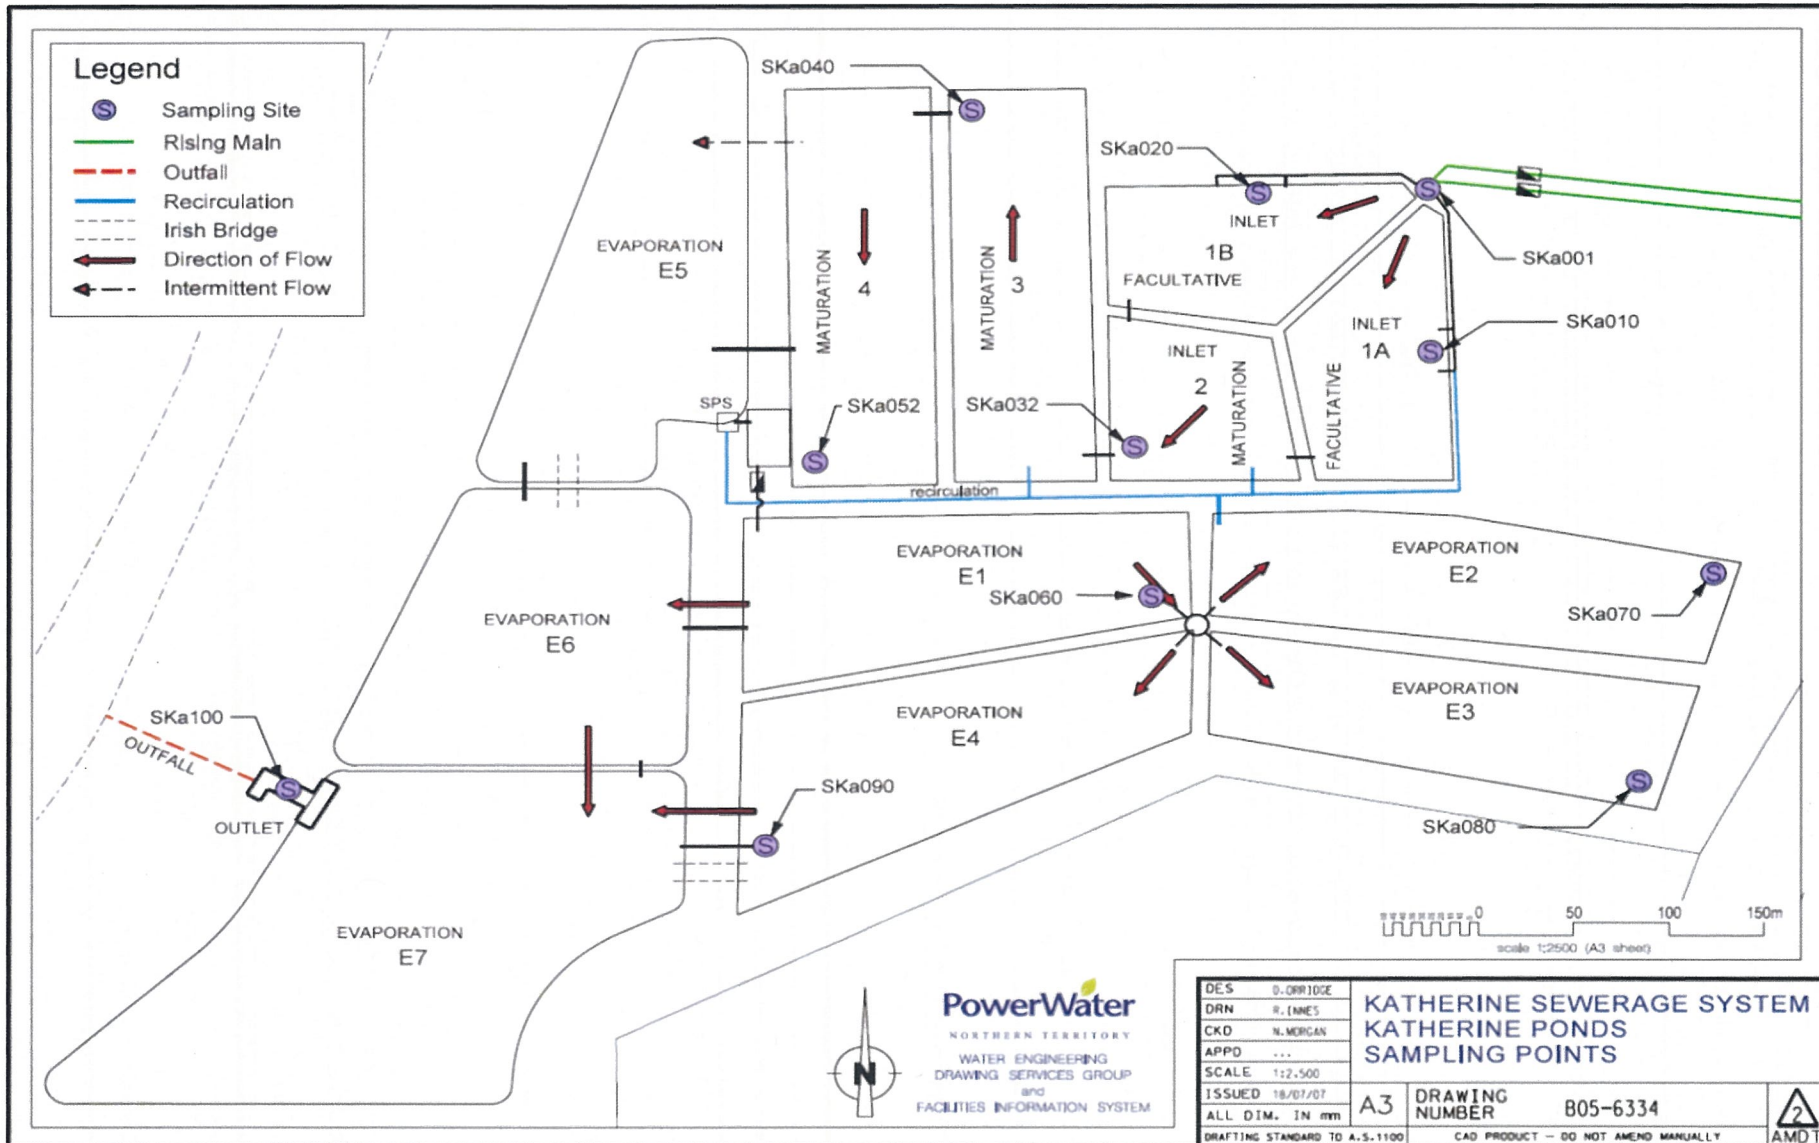 Legend
Sampling Site
Rising Main
Outfall
Recirculation
Irish Bridge
Direction of Flow
Intermittent Flow
SKa040
SKa020
SKa001
SKa010
INLET
1B
FACULTATIVE
INLET
1A
FACULTATIVE
INLET
2
MATURATION
MATURATION
3
MATURATION
4
EVAPORATION
E5
SPS
SKa052
SKa032
recirculation
EVAPORATION
E1
SKa060
EVAPORATION
E2
SKa070
EVAPORATION
E6
EVAPORATION
E3
EVAPORATION
E4
SKa100
OUTFALL
OUTLET
SKa090
SKa080
EVAPORATION
E7
0 50 100 150m
scale 1:2500 (A3 sheet)
N
PowerWater
NORTHERN TERRITORY
WATER ENGINEERING
DRAWING SERVICES GROUP
and
FACILITIES INFORMATION SYSTEM
DES D.ORRIDGE
DRN R.INNES
CKD N.MORGAN
APPD ...
SCALE 1:2,500
ISSUED 18/07/07
ALL DIM. IN mm
DRAFTING STANDARD TO A.S.1100
KATHERINE SEWERAGE SYSTEM
KATHERINE PONDS
SAMPLING POINTS
A3
DRAWING
NUMBER
B05-6334
2
AMDT
CAD PRODUCT - DO NOT AMEND MANUALLY